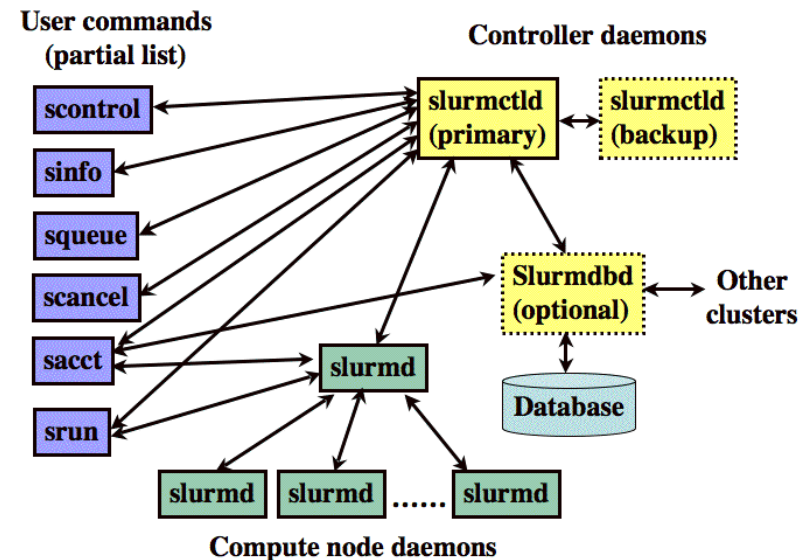 User commands
(partial list)
Controller daemons
scontrol
sinfo
squeue
scancel
sacct
srun
slurmctld
(primary)
slurmctld
(backup)
Slurmdbd
(optional)
Other
clusters
Database
slurmd
slurmd
slurmd
......
slurmd
Compute node daemons